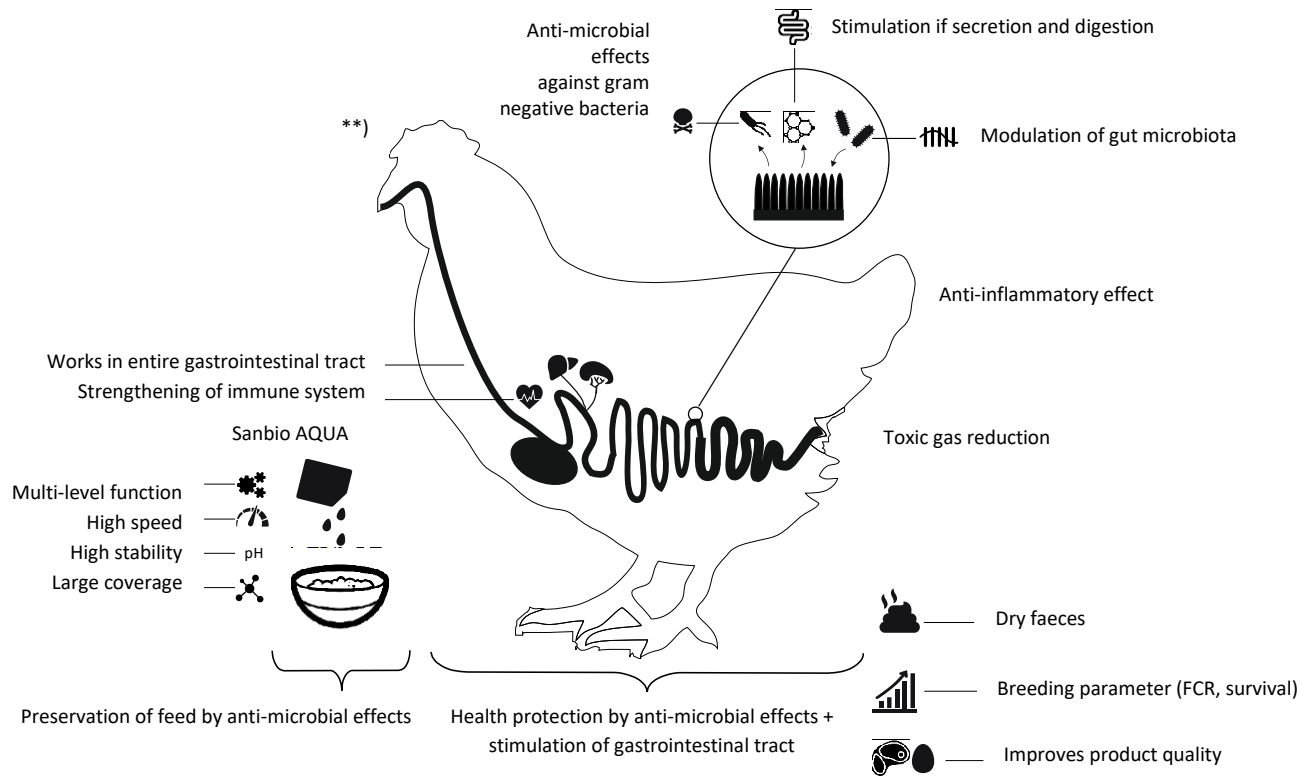 Anti-microbial
effects
against gram
negative bacteria
Stimulation if secretion and digestion
**)
Modulation of gut microbiota
Anti-inflammatory effect
Works in entire gastrointestinal tract
Strengthening of immune system
Sanbio AQUA
Toxic gas reduction
Multi-level function
High speed
High stability
pH
Large coverage
Dry faeces
Breeding parameter (FCR, survival)
Preservation of feed by anti-microbial effects
Health protection by anti-microbial effects +
stimulation of gastrointestinal tract
Improves product quality